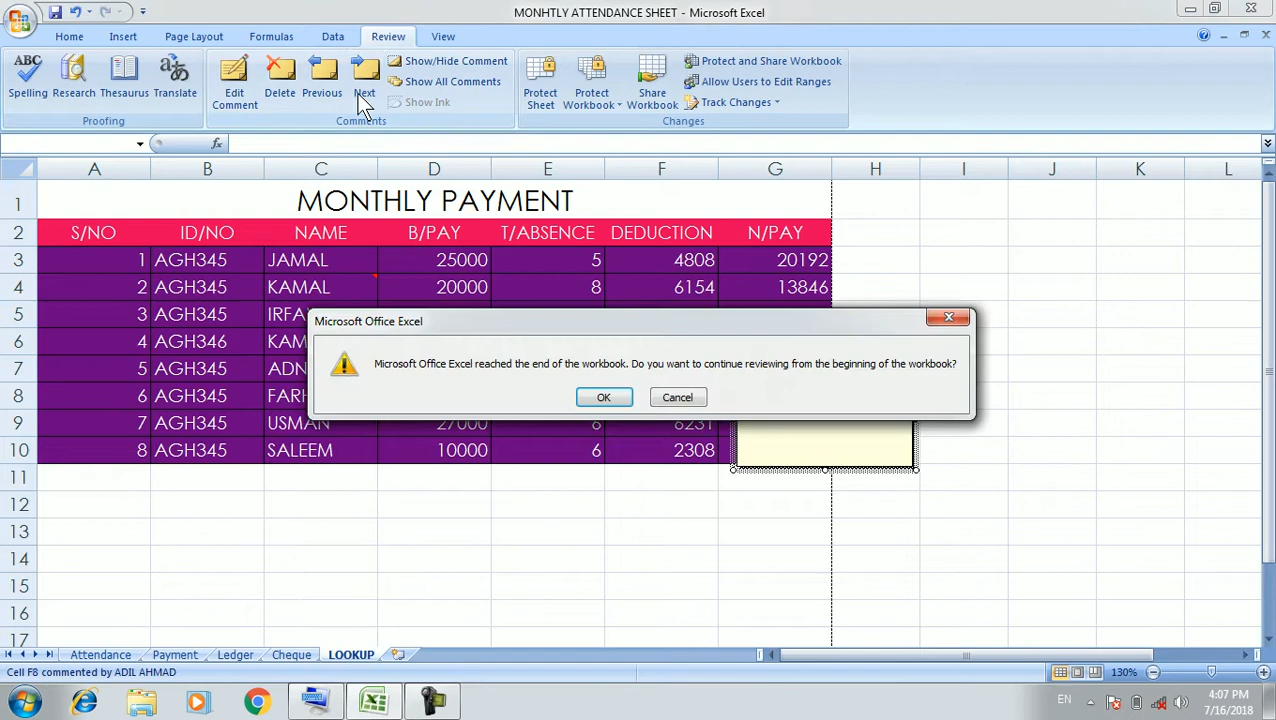 MONHTLY ATTENDANCE SHEET - Microsoft Excel
Home Insert Page Layout Formulas Data Review View
ABC
Spelling Research Thesaurus Translate
Proofing
Edit Comment Delete Previous Next
Show/Hide Comment
Show All Comments
Show Ink
Comments
Protect Sheet Protect Workbook Share Workbook
Protect and Share Workbook
Allow Users to Edit Ranges
Track Changes
Changes
fx
A B C D E F G H I J K L
1 MONTHLY PAYMENT
2 S/NO ID/NO NAME B/PAY T/ABSENCE DEDUCTION N/PAY
3 1 AGH345 JAMAL 25000 5 4808 20192
4 2 AGH345 KAMAL 20000 8 6154 13846
5 3 AGH345
6 4 AGH346
7 5 AGH345
8 6 AGH345
9 7 AGH345 USMAN 27000 6 6231
10 8 AGH345 SALEEM 10000 6 2308
11
12
13
14
15
16
17
Microsoft Office Excel
Microsoft Office Excel reached the end of the workbook. Do you want to continue reviewing from the beginning of the workbook?
OK Cancel
Attendance Payment Ledger Cheque LOOKUP
Cell F8 commented by ADIL AHMAD
130%
EN
4:07 PM
7/16/2018